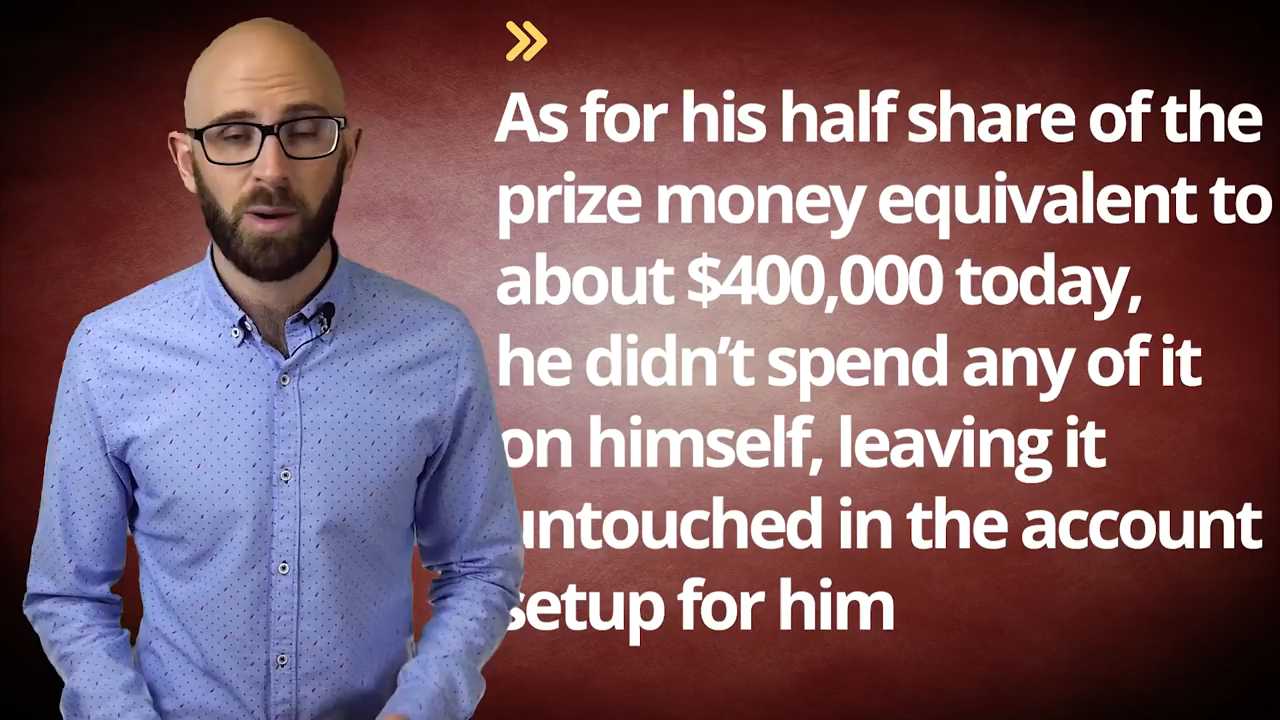 As for his half share of the
prize money equivalent to
about $400,000 today,
he didn’t spend any of it
on himself, leaving it
untouched in the account
setup for him